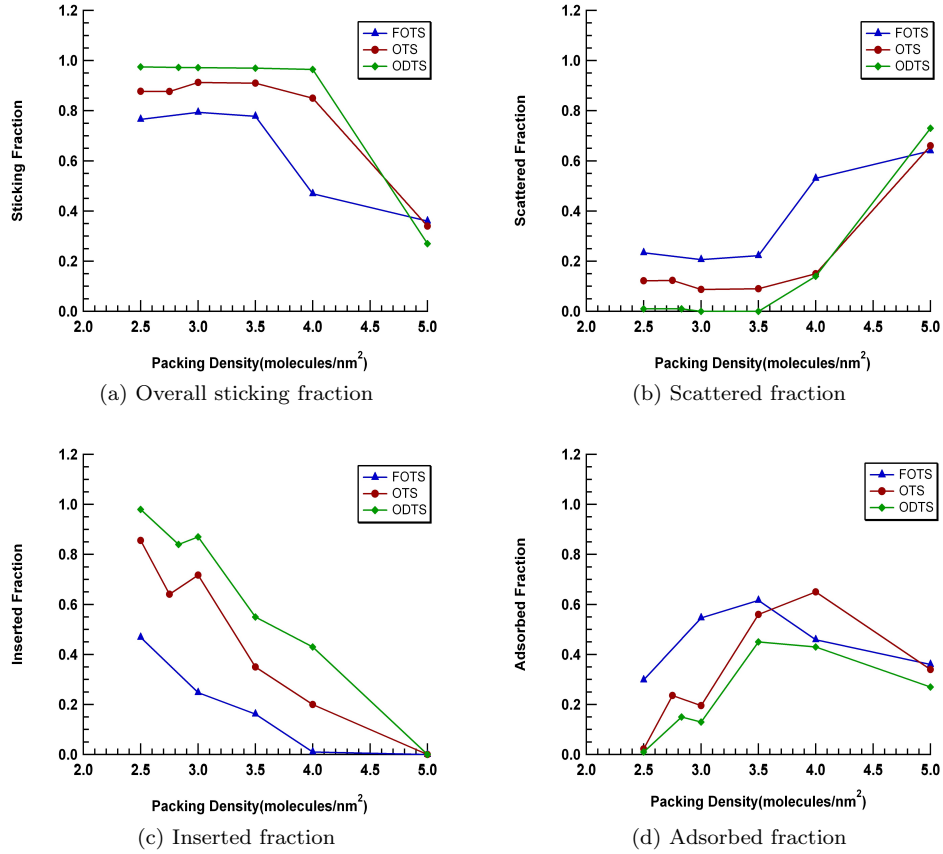 1.2
1.0
0.8
0.6
0.4
0.2
0.0
Sticking Fraction
FOTS
OTS
ODTS
2.0 2.5 3.0 3.5 4.0 4.5 5.0
Packing Density(molecules/nm²)
(a) Overall sticking fraction
1.2
1.0
0.8
0.6
0.4
0.2
0.0
Scattered Fraction
FOTS
OTS
ODTS
2.0 2.5 3.0 3.5 4.0 4.5 5.0
Packing Density(molecules/nm²)
(b) Scattered fraction
1.2
1.0
0.8
0.6
0.4
0.2
0.0
Inserted Fraction
FOTS
OTS
ODTS
2.0 2.5 3.0 3.5 4.0 4.5 5.0
Packing Density(molecules/nm²)
(c) Inserted fraction
1.2
1.0
0.8
0.6
0.4
0.2
0.0
Adsorbed Fraction
FOTS
OTS
ODTS
2.0 2.5 3.0 3.5 4.0 4.5 5.0
Packing Density(molecules/nm²)
(d) Adsorbed fraction